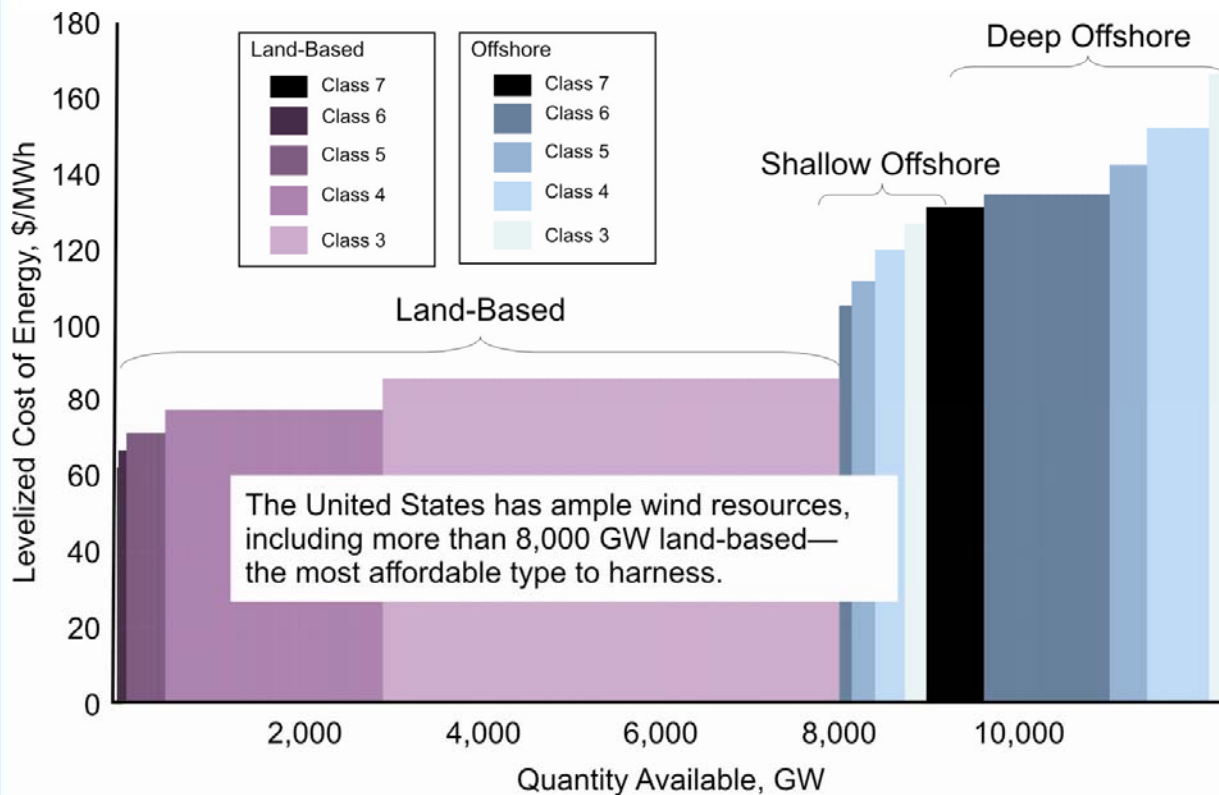 180
160
140
120
100
80
60
40
20
0
Levelized Cost of Energy, $/MWh
Land-Based
Class 7
Class 6
Class 5
Class 4
Class 3
Offshore
Class 7
Class 6
Class 5
Class 4
Class 3
Deep Offshore
Shallow Offshore
Land-Based
The United States has ample wind resources,
including more than 8,000 GW land-based—
the most affordable type to harness.
2,000
4,000
6,000
8,000
10,000
Quantity Available, GW